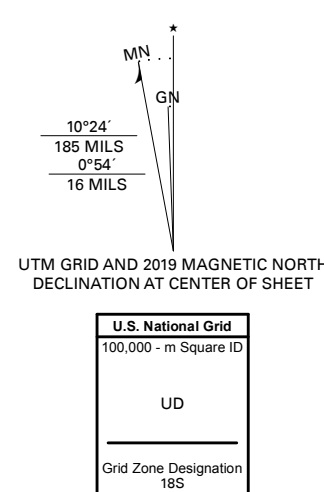 ★
MN
GN
10°24´
185 MILS
0°54´
16 MILS
UTM GRID AND 2019 MAGNETIC NORTH
DECLINATION AT CENTER OF SHEET
U.S. National Grid
100,000 - m Square ID
UD
Grid Zone Designation
18S